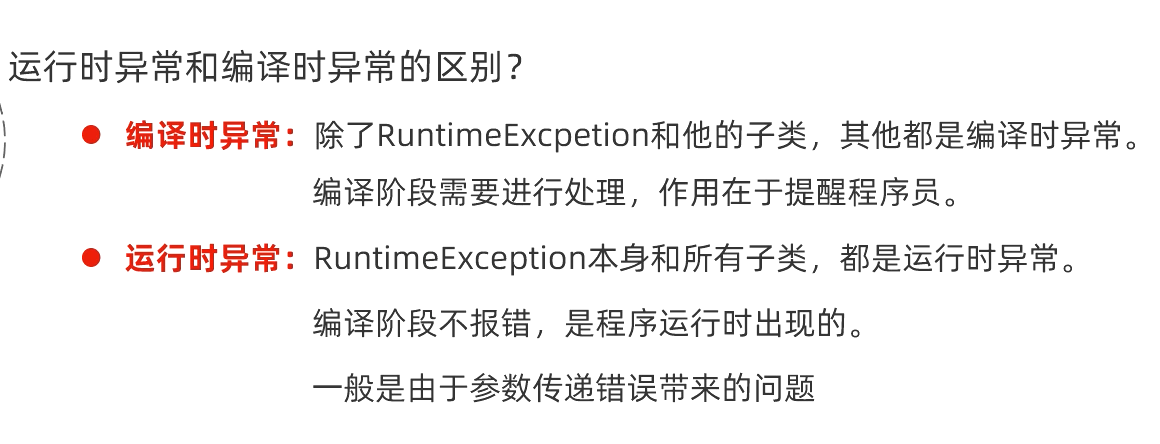 运行时异常和编译时异常的区别？
编译时异常：除了RuntimeExcpetion和他的子类，其他都是编译时异常。
编译阶段需要进行处理，作用在于提醒程序员。
运行时异常：RuntimeException本身和所有子类，都是运行时异常。
编译阶段不报错，是程序运行时出现的。
一般是由于参数传递错误带来的问题